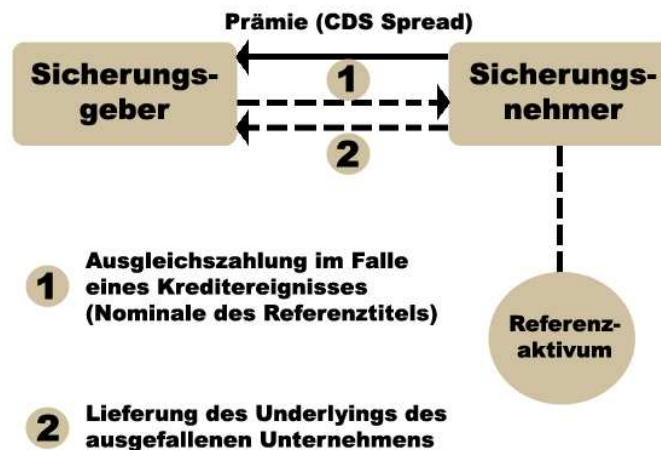 Prämie (CDS Spread)
Sicherungs-
geber
1
Sicherungs-
nehmer
2
1
Ausgleichszahlung im Falle
eines Kreditereignisses
(Nominale des Referenztitels)
Referenz-
aktivum
2
Lieferung des Underlyings des
ausgefallenen Unternehmens